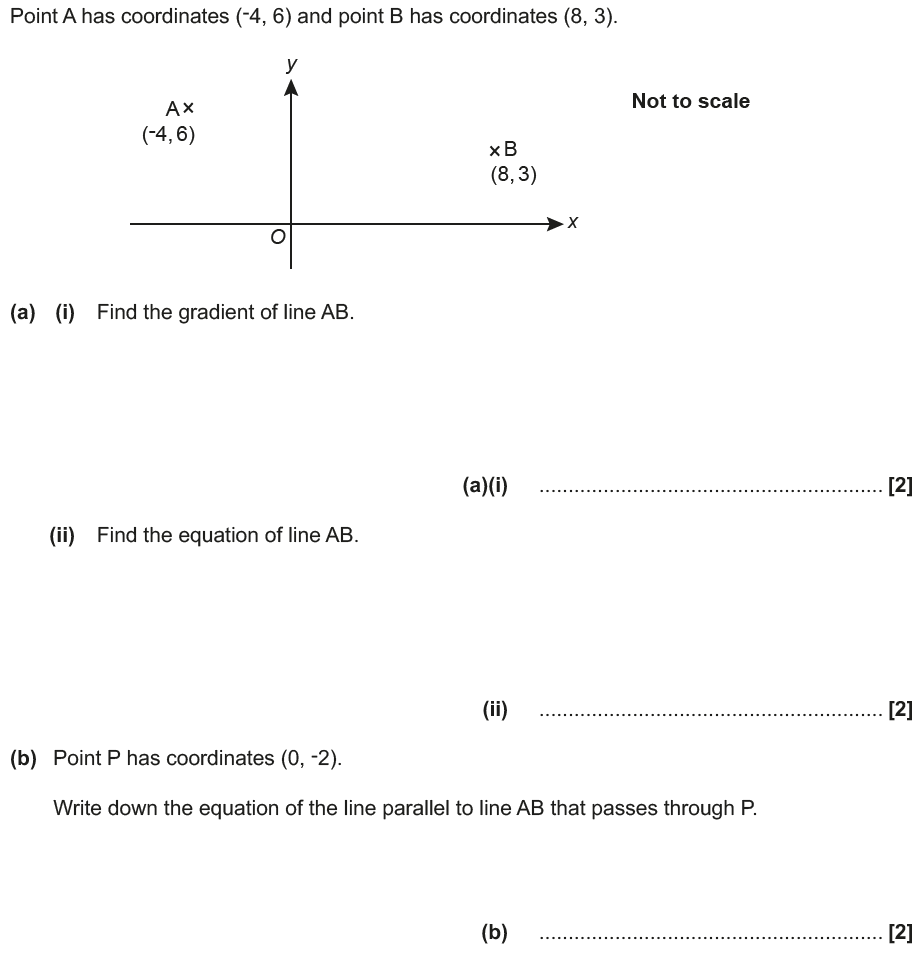 Point A has coordinates (-4, 6) and point B has coordinates (8, 3).
y
A×
(-4, 6)
Not to scale
×B
(8, 3)
x
O
(a) (i) Find the gradient of line AB.
(a)(i) ............................................................ [2]
(ii) Find the equation of line AB.
(ii) ............................................................ [2]
(b) Point P has coordinates (0, -2).
Write down the equation of the line parallel to line AB that passes through P.
(b) ............................................................ [2]